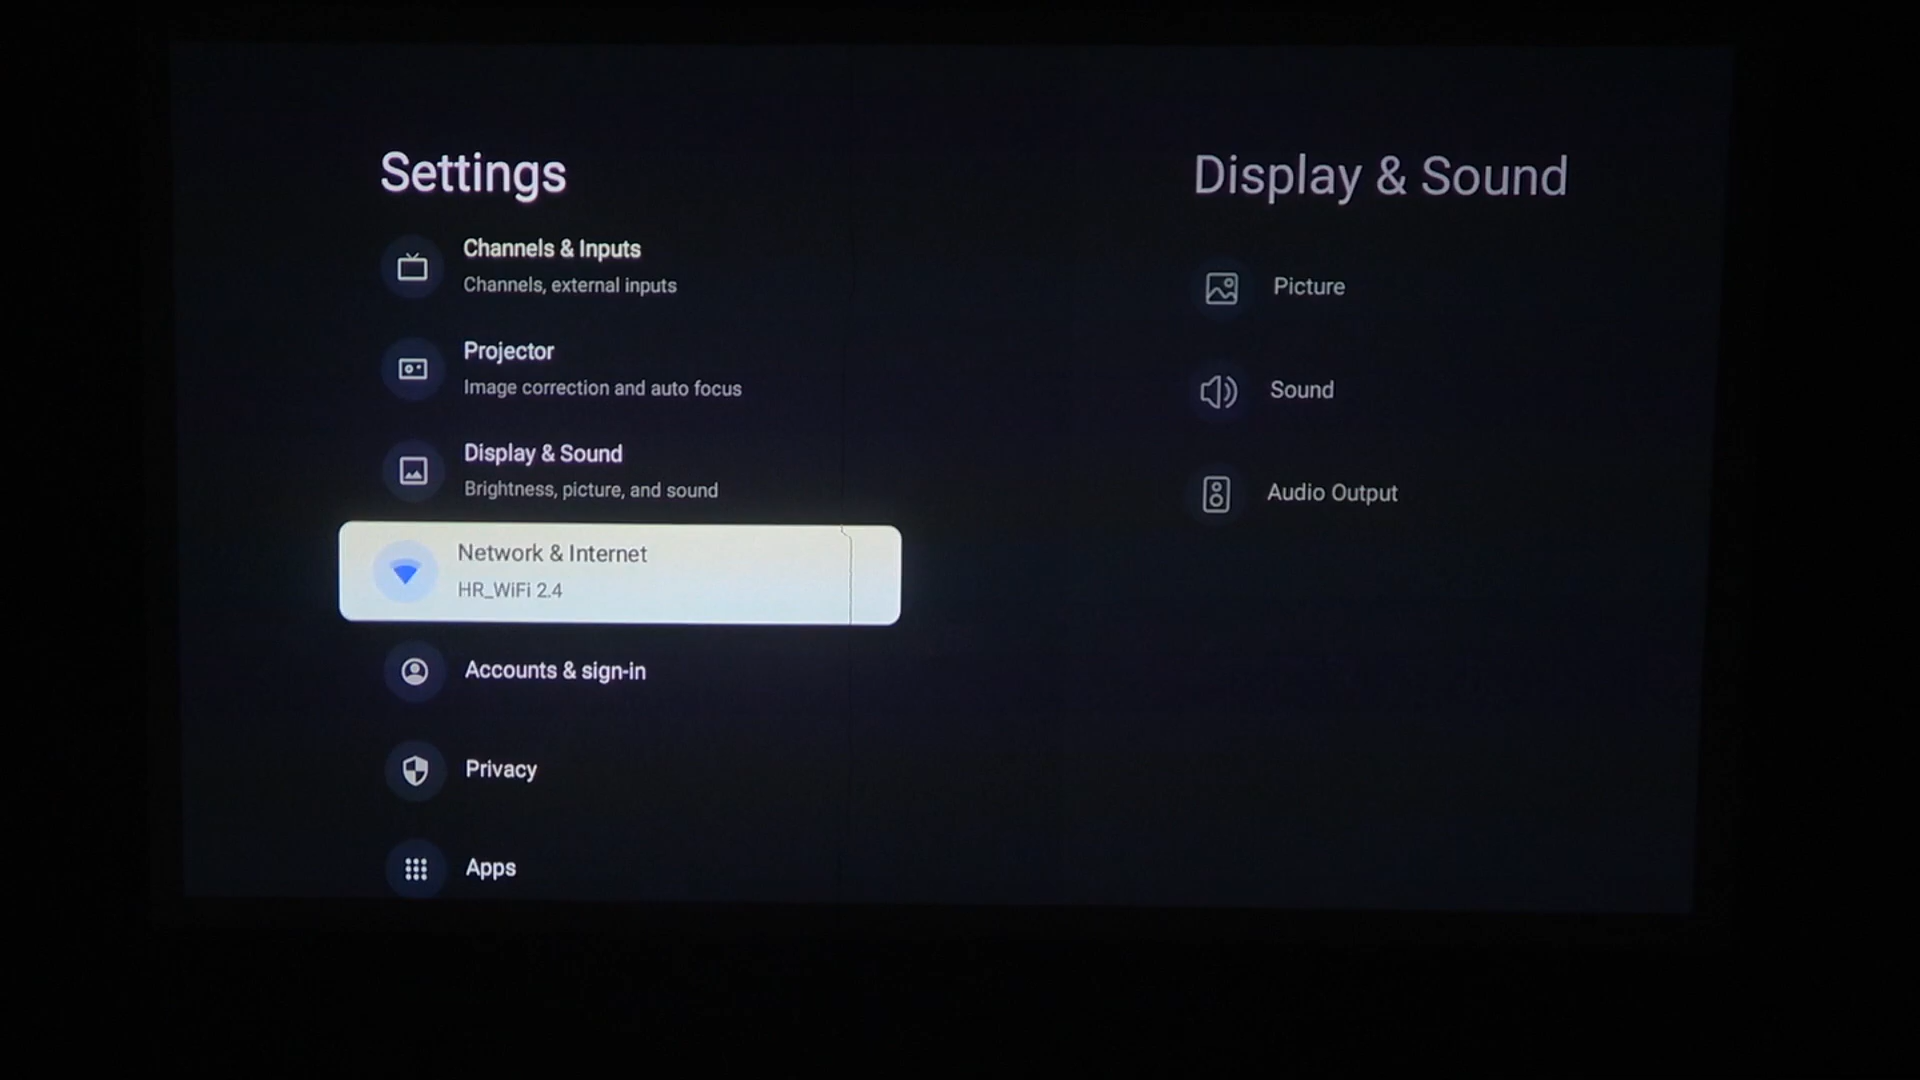 Settings
Channels & Inputs
Channels, external inputs
Projector
Image correction and auto focus
Display & Sound
Brightness, picture, and sound
Network & Internet
HR_WiFi 2.4
Accounts & sign-in
Privacy
Apps
Display & Sound
Picture
Sound
Audio Output